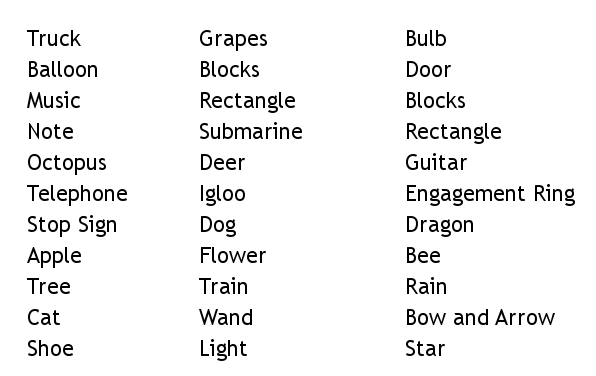 Truck
Balloon
Music
Note
Octopus
Telephone
Stop Sign
Apple
Tree
Cat
Shoe
Grapes
Blocks
Rectangle
Submarine
Deer
Igloo
Dog
Flower
Train
Wand
Light
Bulb
Door
Blocks
Rectangle
Guitar
Engagement Ring
Dragon
Bee
Rain
Bow and Arrow
Star